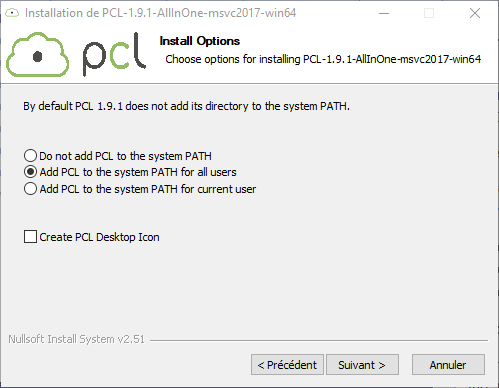 Installation de PCL-1.9.1-AllInOne-msvc2017-win64
pcl
Install Options
Choose options for installing PCL-1.9.1-AllInOne-msvc2017-win64
By default PCL 1.9.1 does not add its directory to the system PATH.
Do not add PCL to the system PATH
Add PCL to the system PATH for all users
Add PCL to the system PATH for current user
Create PCL Desktop Icon
Nullsoft Install System v2.51
< Précédent
Suivant >
Annuler